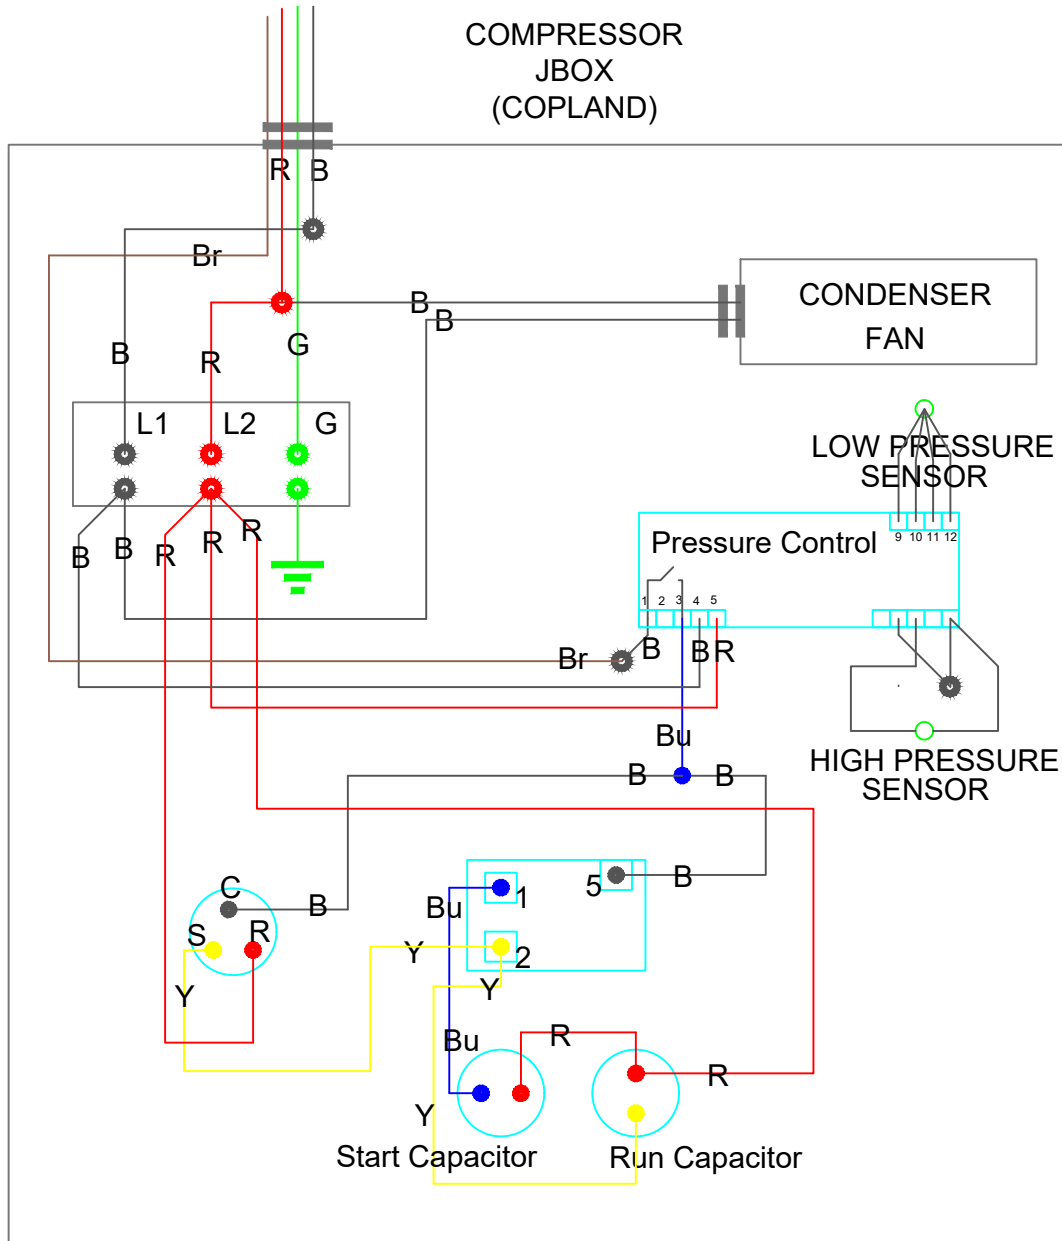 COMPRESSOR
JBOX
(COPLAND)
R
B
Br
B
B
CONDENSER
FAN
G
B
R
L1
L2
G
LOW PRESSURE
SENSOR
B
B
R
R
R
Pressure Control
9
10
11
12
1
2
3
4
5
Br
B
B
R
Bu
B
B
HIGH PRESSURE
SENSOR
C
B
S
R
Bu
1
5
B
2
Y
Y
Y
Bu
R
R
Y
Start Capacitor
Run Capacitor